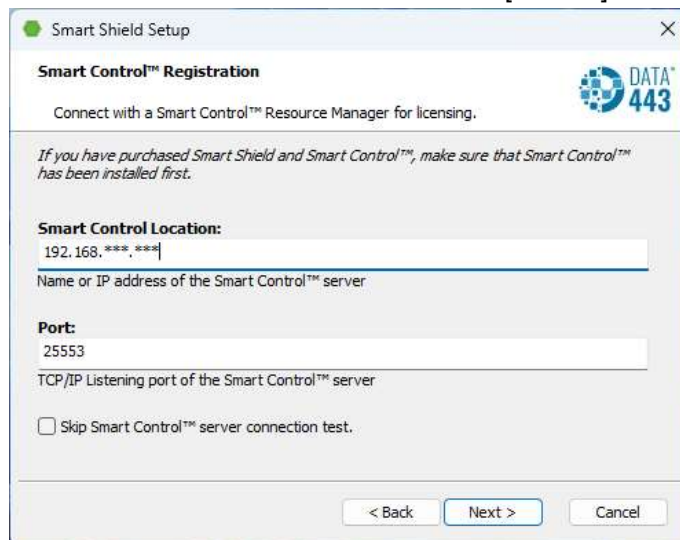 Smart Shield Setup
Smart Control™ Registration
Connect with a Smart Control™ Resource Manager for licensing.
DATA™
443
If you have purchased Smart Shield and Smart Control™, make sure that Smart Control™
has been installed first.
Smart Control Location:
192.168.***.***
Name or IP address of the Smart Control™ server
Port:
25553
TCP/IP Listening port of the Smart Control™ server
Skip Smart Control™ server connection test.
< Back Next > Cancel